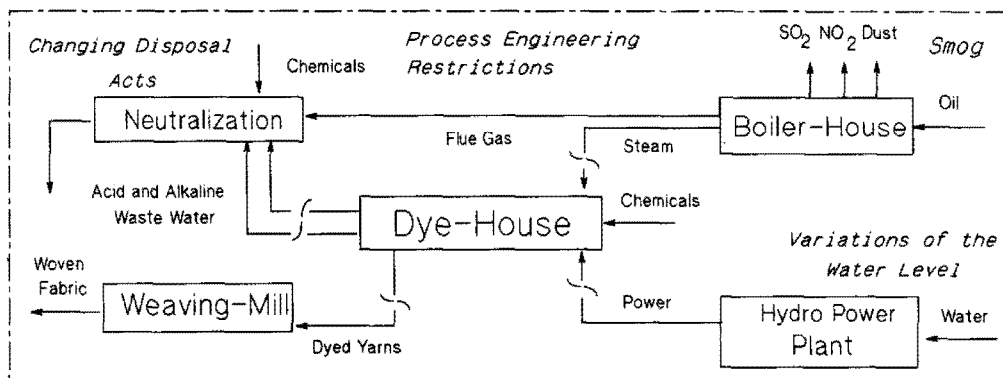 Changing Disposal
Acts
Chemicals
Process Engineering
Restrictions
SO2 NO2 Dust
Smog
Neutralization
Flue Gas
Steam
Boiler-House
Oil
Acid and Alkaline
Waste Water
Dye-House
Chemicals
Variations of the
Water Level
Woven
Fabric
Weaving-Mill
Dyed Yarns
Power
Hydro Power
Plant
Water